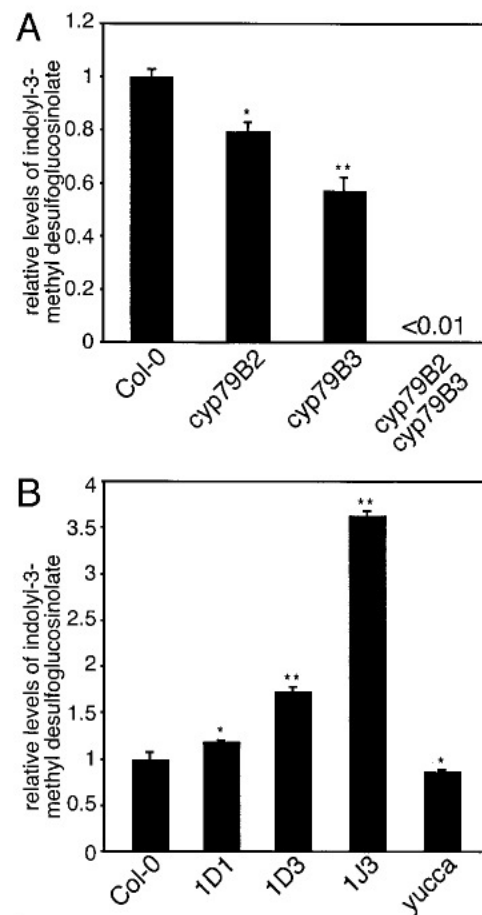 A
relative levels of indolyl-3-
methyl desulfoglucosinolate
1.2
1
0.8
0.6
0.4
0.2
0
*
**
<0.01
Col-0
cyp79B2
cyp79B3
cyp79B2
cyp79B3
B
relative levels of indolyl-3-
methyl desulfoglucosinolate
4
3.5
3
2.5
2
1.5
1
0.5
0
*
**
**
*
Col-0
1D1
1D3
1J3
yucca